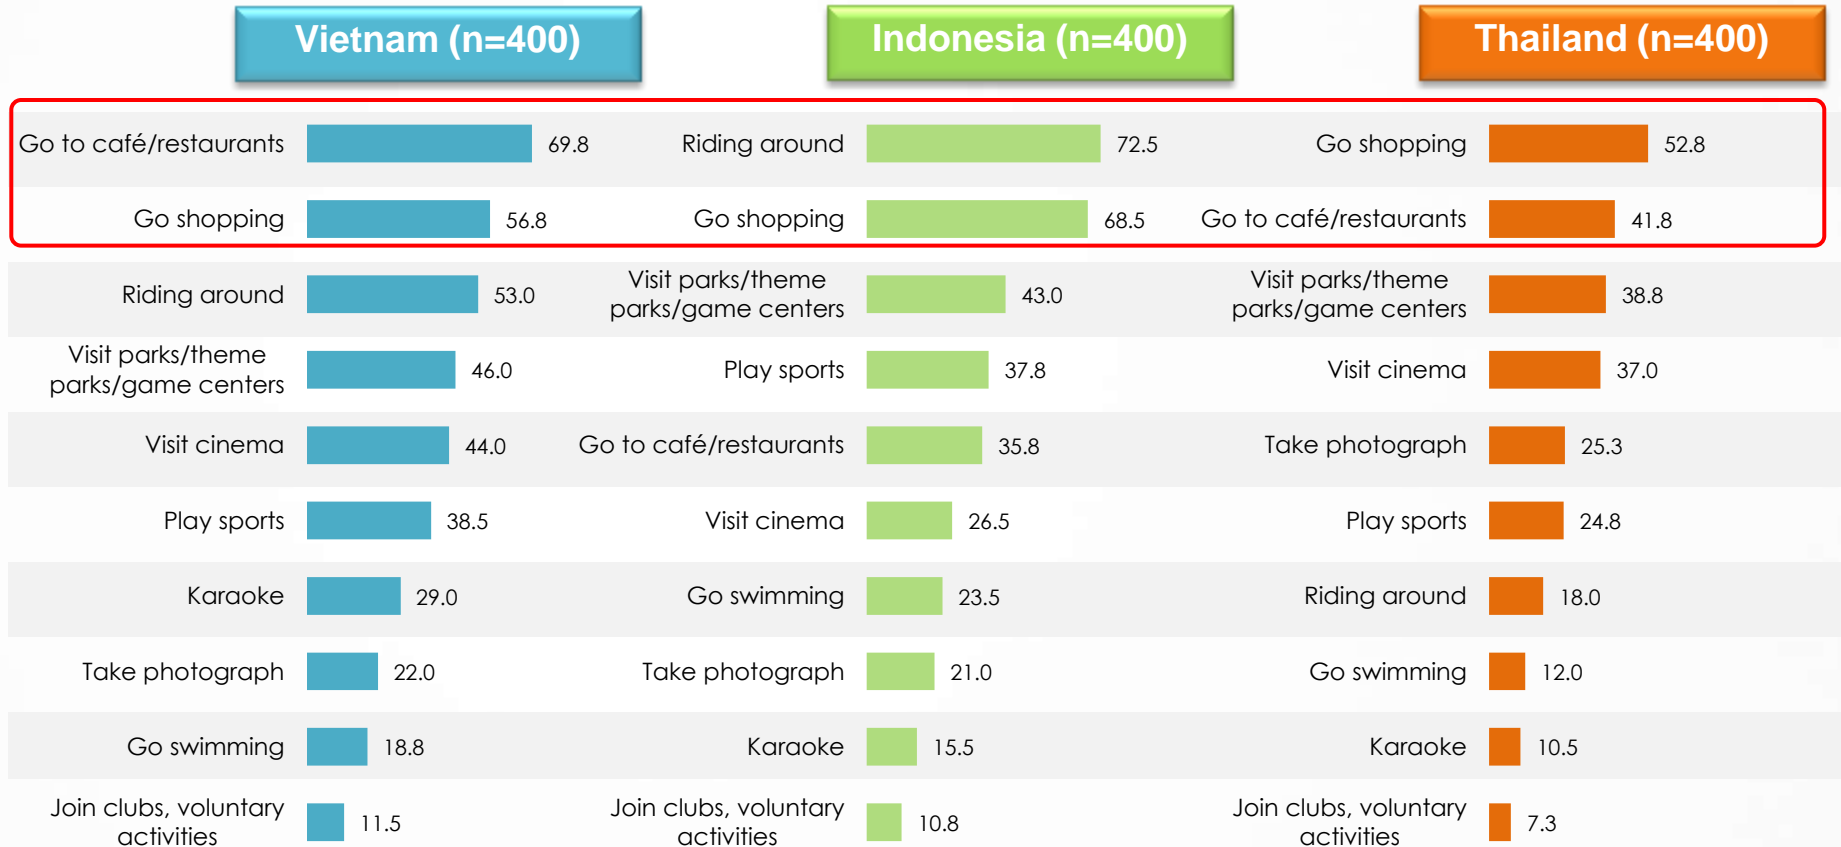 Vietnam (n=400)
Indonesia (n=400)
Thailand (n=400)
Go to café/restaurants 69.8
Riding around 72.5
Go shopping 52.8
Go shopping 56.8
Go shopping 68.5
Go to café/restaurants 41.8
Riding around 53.0
Visit parks/theme
parks/game centers 43.0
Visit parks/theme
parks/game centers 38.8
Visit parks/theme
parks/game centers 46.0
Play sports 37.8
Visit cinema 37.0
Visit cinema 44.0
Go to café/restaurants 35.8
Take photograph 25.3
Play sports 38.5
Visit cinema 26.5
Play sports 24.8
Karaoke 29.0
Go swimming 23.5
Riding around 18.0
Take photograph 22.0
Take photograph 21.0
Go swimming 12.0
Go swimming 18.8
Karaoke 15.5
Karaoke 10.5
Join clubs, voluntary
activities 11.5
Join clubs, voluntary
activities 10.8
Join clubs, voluntary
activities 7.3